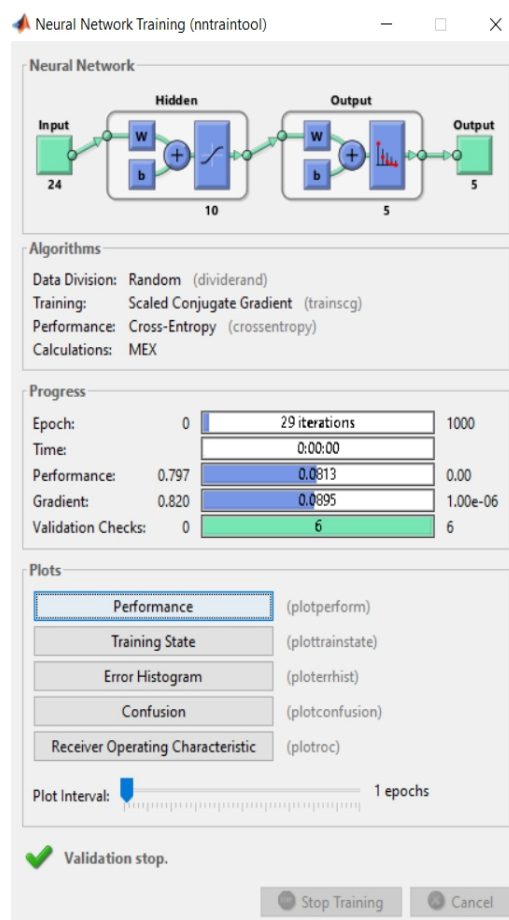 Neural Network Training (nntraintool)
Neural Network
Hidden
Output
Input
Output
W
W
b
b
24
10
5
5
Algorithms
Data Division: Random (dividerand)
Training: Scaled Conjugate Gradient (trainscg)
Performance: Cross-Entropy (crossentropy)
Calculations: MEX
Progress
Epoch: 0 29 iterations 1000
Time: 0:00:00
Performance: 0.797 0.0813 0.00
Gradient: 0.820 0.0895 1.00e-06
Validation Checks: 0 6 6
Plots
Performance (plotperform)
Training State (plottrainstate)
Error Histogram (ploterrhist)
Confusion (plotconfusion)
Receiver Operating Characteristic (plotroc)
Plot Interval: 1 epochs
Validation stop.
Stop Training Cancel